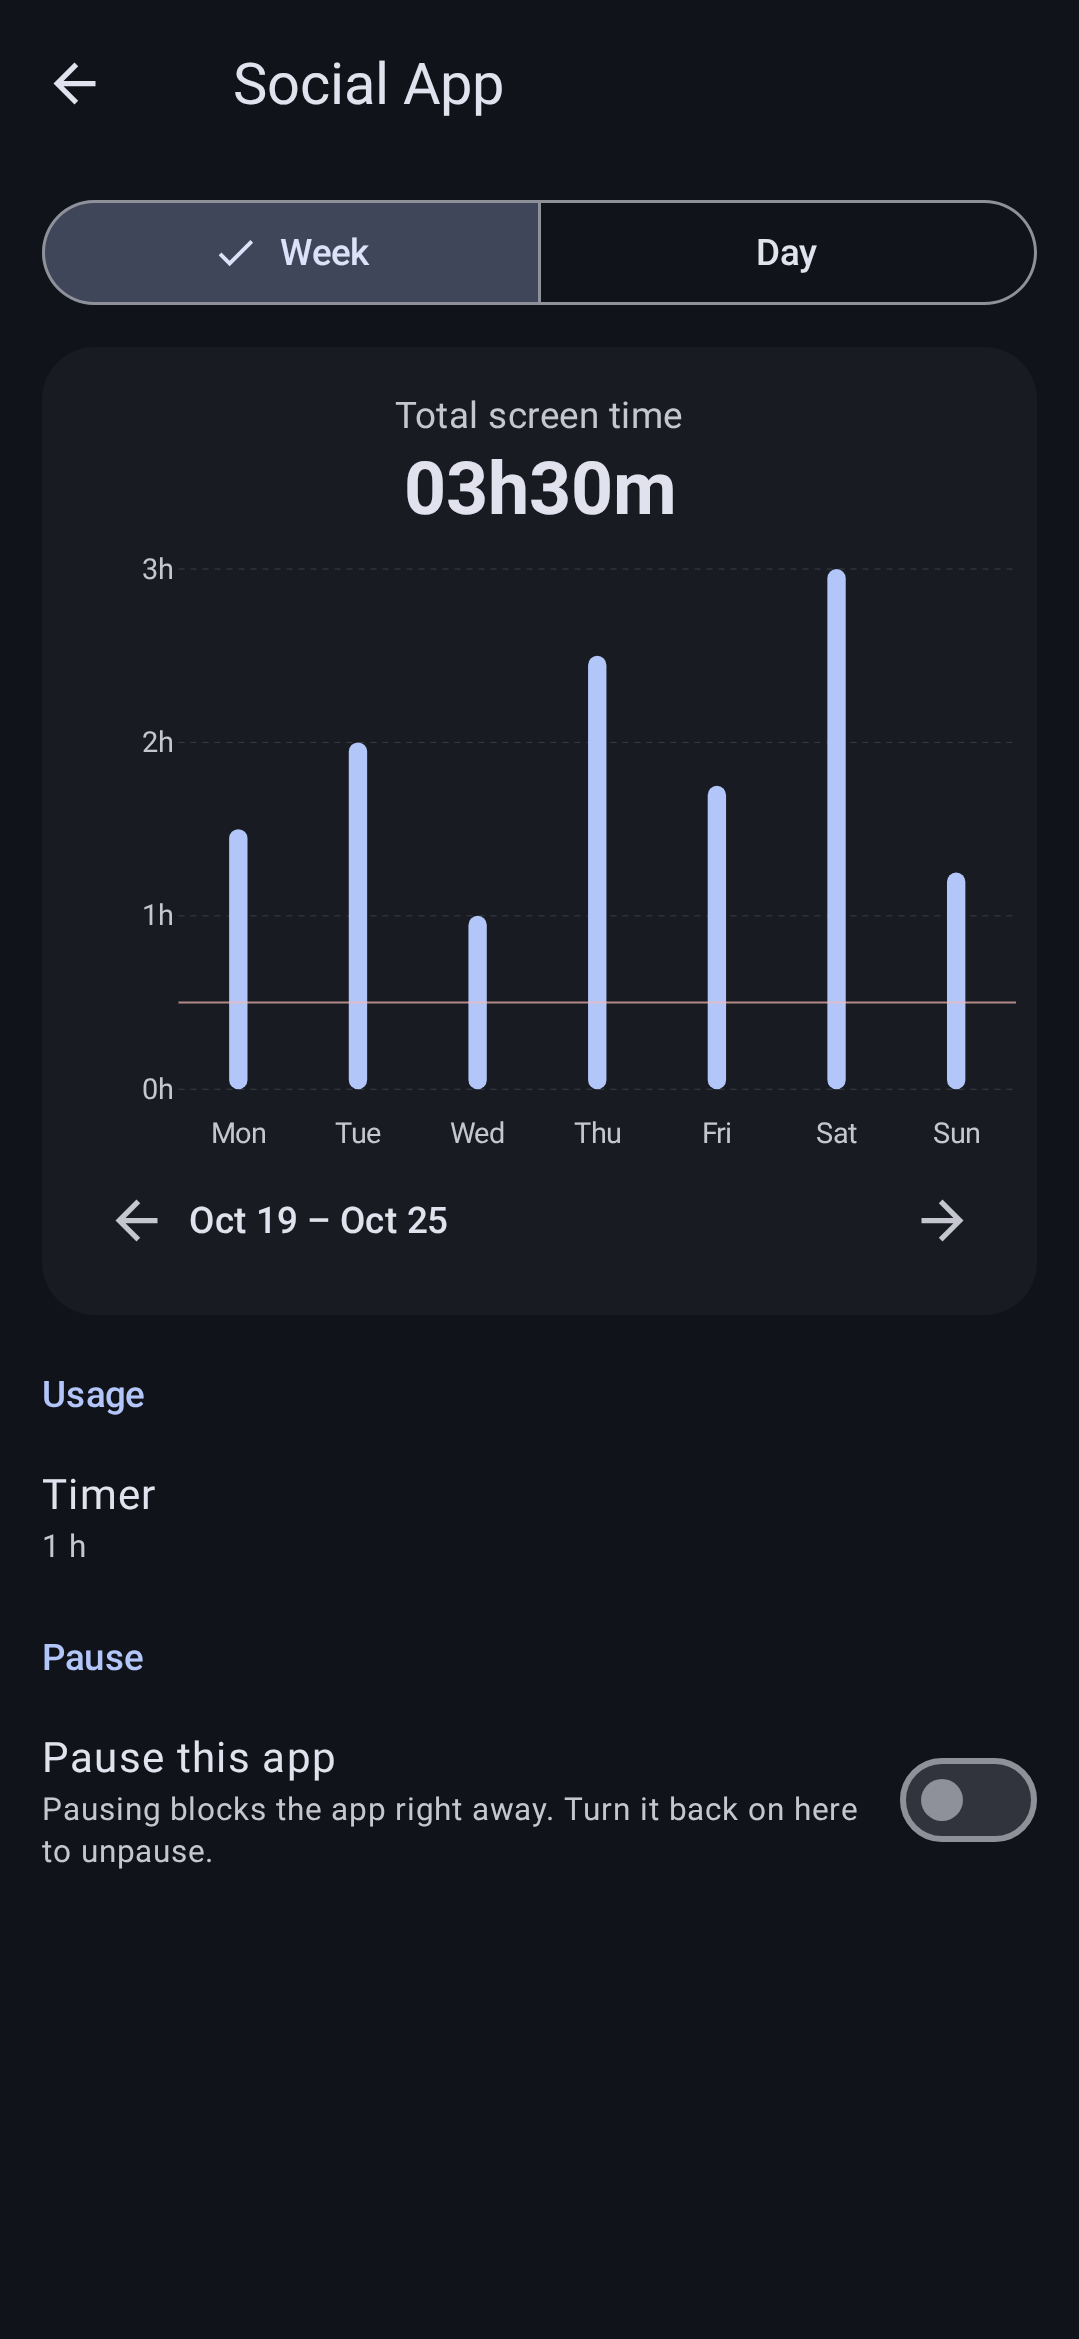 Social App
Week
Day
Total screen time
03h30m
3h
2h
1h
0h
Mon Tue Wed Thu Fri Sat Sun
Oct 19 – Oct 25
Usage
Timer
1 h
Pause
Pause this app
Pausing blocks the app right away. Turn it back on here
to unpause.